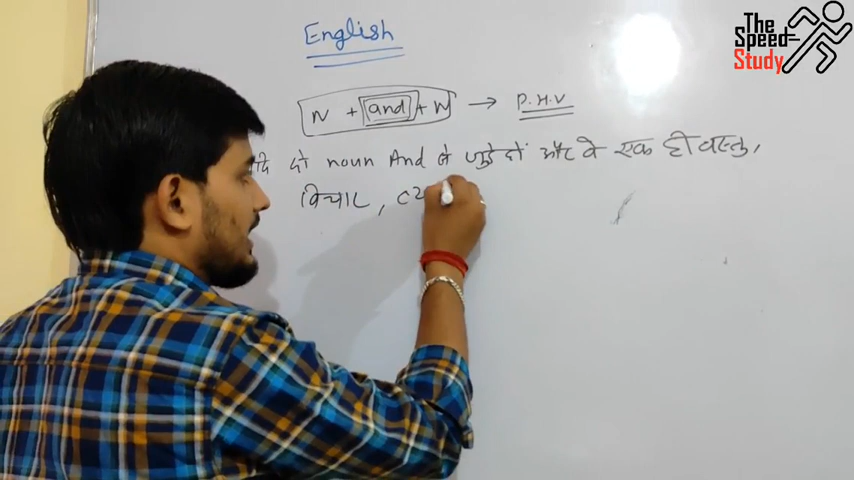 The
Speed
Study
English
N + and + N → P.H.V
दि दो noun And से जुड़े हों और वे एक ही वस्तु,
विचार, व्य